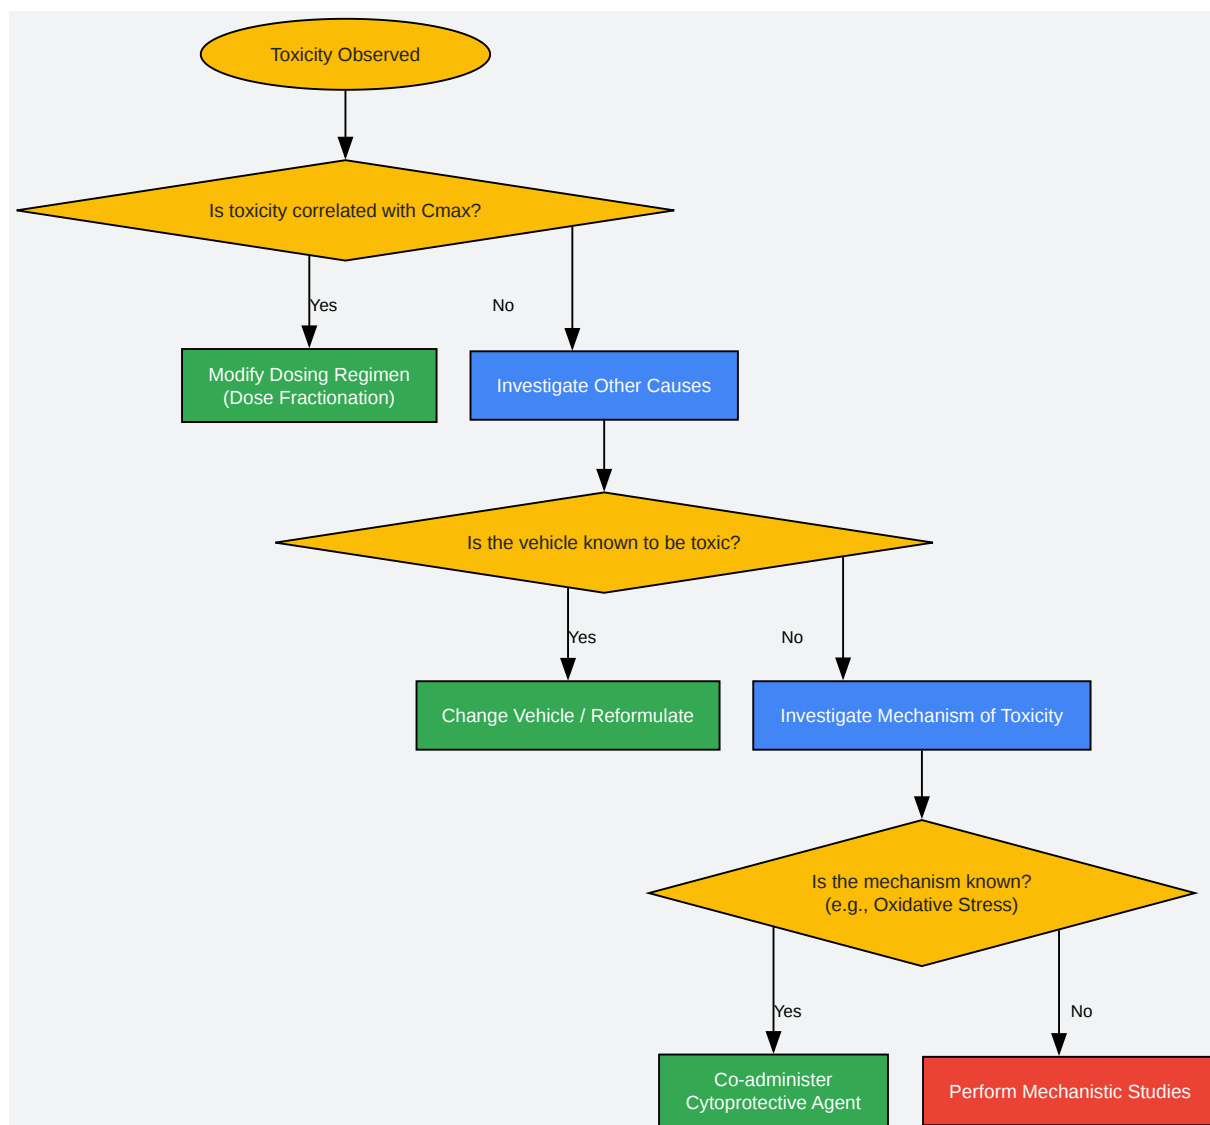 Toxicity Observed
Is toxicity correlated with Cmax?
Yes
No
Modify Dosing Regimen
(Dose Fractionation)
Investigate Other Causes
Is the vehicle known to be toxic?
Yes
No
Change Vehicle / Reformulate
Investigate Mechanism of Toxicity
Is the mechanism known?
(e.g., Oxidative Stress)
Yes
No
Co-administer
Cytoprotective Agent
Perform Mechanistic Studies